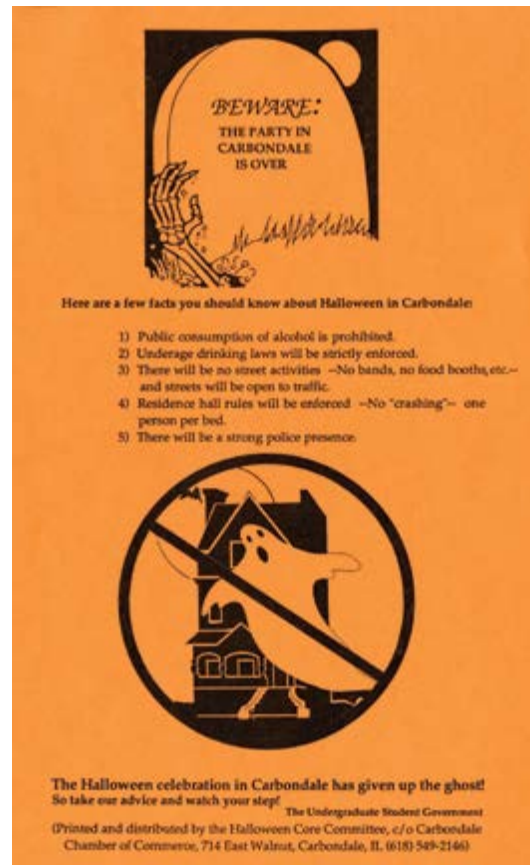 BEWARE:
THE PARTY IN
CARBONDALE
IS OVER
Here are a few facts you should know about Halloween in Carbondale:
1) Public consumption of alcohol is prohibited.
2) Underage drinking laws will be strictly enforced.
3) There will be no street activities --No bands, no food booths, etc.--
and streets will be open to traffic.
4) Residence hall rules will be enforced --No "crashing"-- one
person per bed.
5) There will be a strong police presence.
The Halloween celebration in Carbondale has given up the ghost!
So take our advice and watch your step!
The Undergraduate Student Government
(Printed and distributed by the Halloween Core Committee, c/o Carbondale
Chamber of Commerce, 714 East Walnut, Carbondale, IL (618) 549-2146)